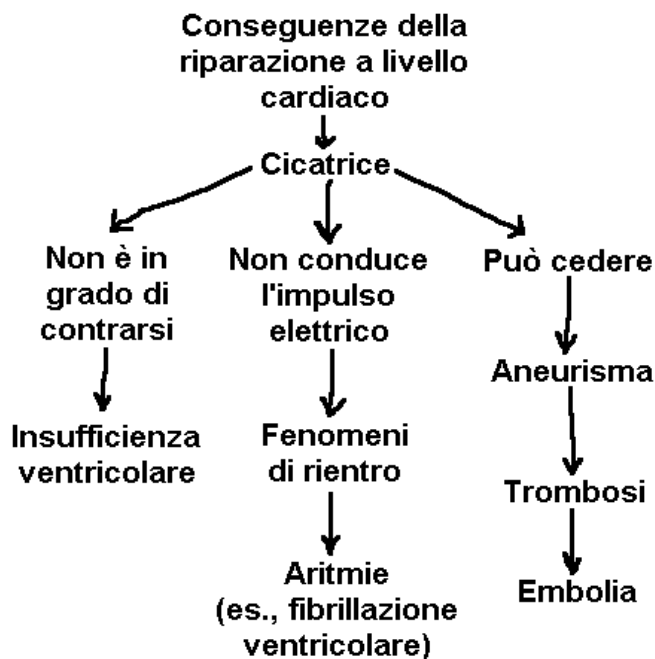 Conseguenze della
riparazione a livello
cardiaco
Cicatrice
Non è in
grado di
contrarsi
Insufficienza
ventricolare
Non conduce
l'impulso
elettrico
Fenomeni
di rientro
Aritmie
(es., fibrillazione
ventricolare)
Può cedere
Aneurisma
Trombosi
Embolia